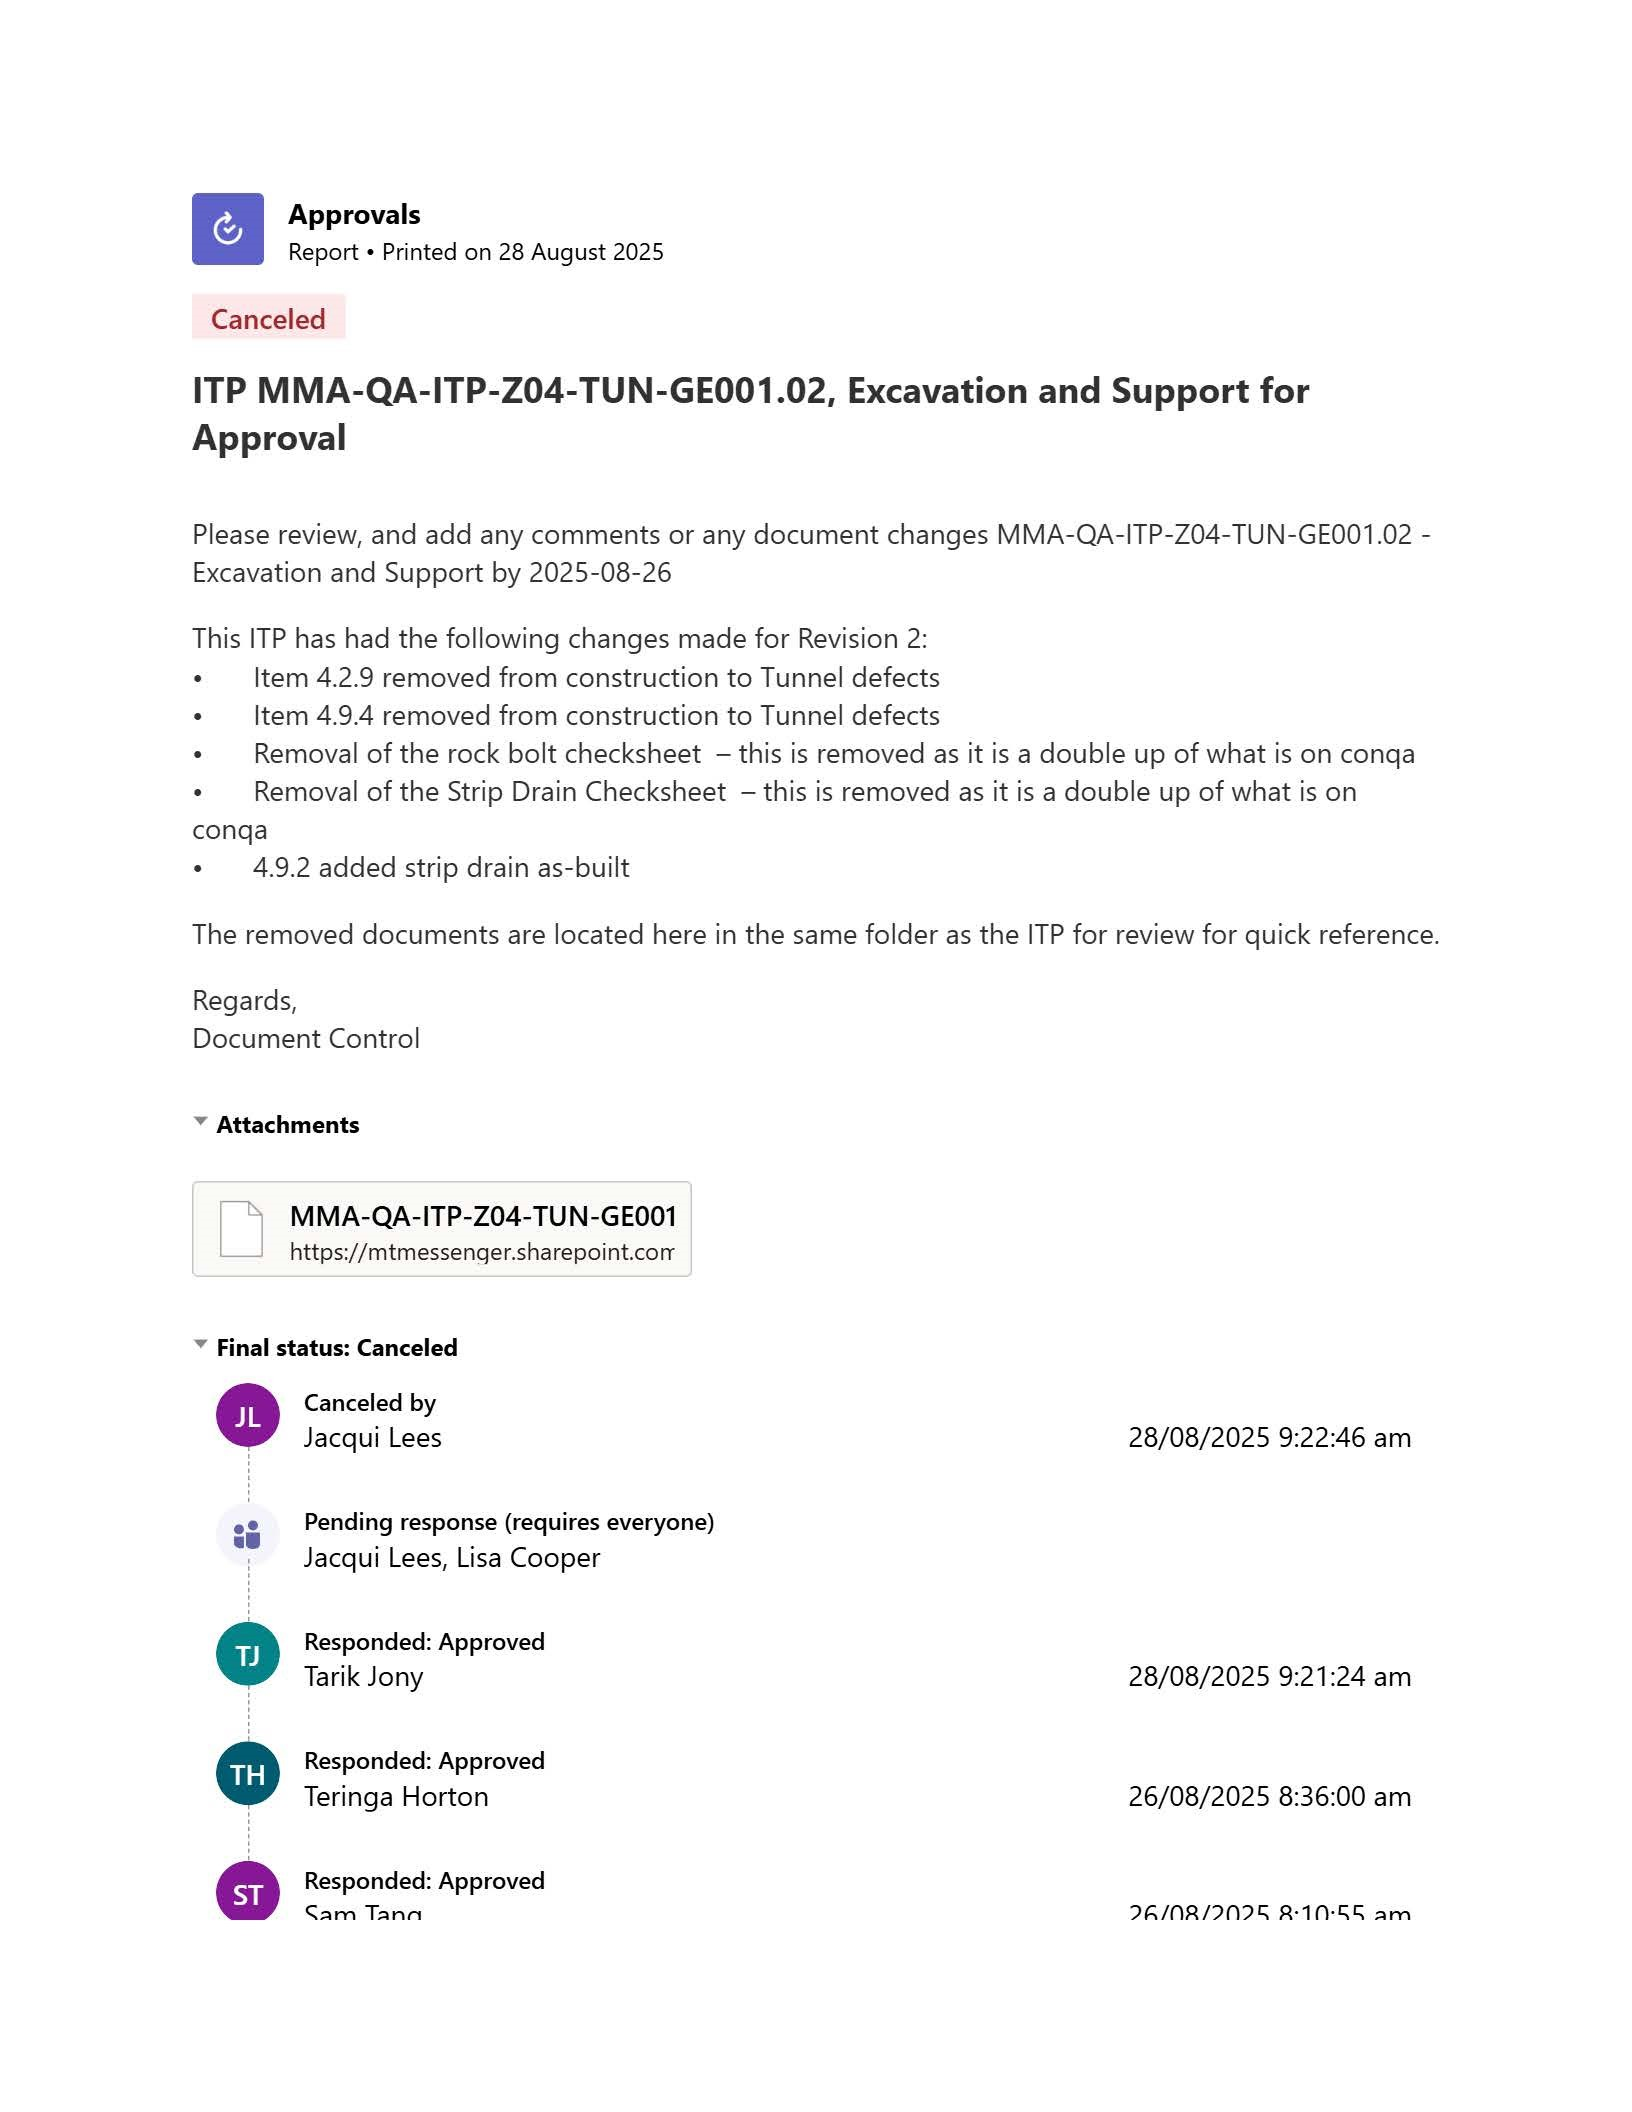 Approvals
Report • Printed on 28 August 2025
Canceled
ITP MMA-QA-ITP-Z04-TUN-GE001.02, Excavation and Support for
Approval
Please review, and add any comments or any document changes MMA-QA-ITP-Z04-TUN-GE001.02 -
Excavation and Support by 2025-08-26
This ITP has had the following changes made for Revision 2:
• Item 4.2.9 removed from construction to Tunnel defects
• Item 4.9.4 removed from construction to Tunnel defects
• Removal of the rock bolt checksheet – this is removed as it is a double up of what is on conqa
• Removal of the Strip Drain Checksheet – this is removed as it is a double up of what is on
conqa
• 4.9.2 added strip drain as-built
The removed documents are located here in the same folder as the ITP for review for quick reference.
Regards,
Document Control
Attachments
MMA-QA-ITP-Z04-TUN-GE001
https://mtmessenger.sharepoint.com
Final status: Canceled
JL
Canceled by
Jacqui Lees 28/08/2025 9:22:46 am
Pending response (requires everyone)
Jacqui Lees, Lisa Cooper
TJ
Responded: Approved
Tarik Jony 28/08/2025 9:21:24 am
TH
Responded: Approved
Teringa Horton 26/08/2025 8:36:00 am
ST
Responded: Approved
Sam Tang 26/08/2025 8:10:55 am